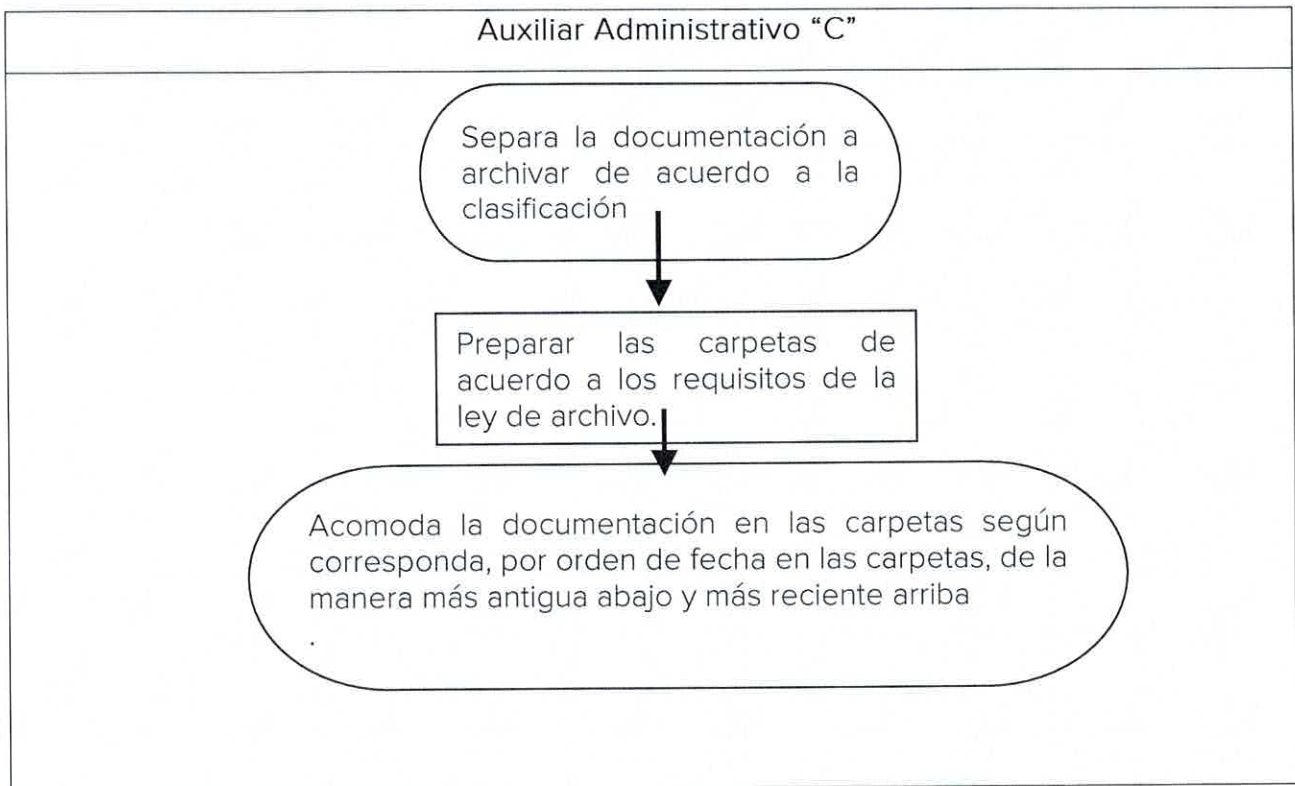 Auxiliar Administrativo “C”
Separa la documentación a
archivar de acuerdo a la
clasificación
Preparar las carpetas de
acuerdo a los requisitos de la
ley de archivo.
Acomoda la documentación en las carpetas según
corresponda, por orden de fecha en las carpetas, de la
manera más antigua abajo y más reciente arriba
.